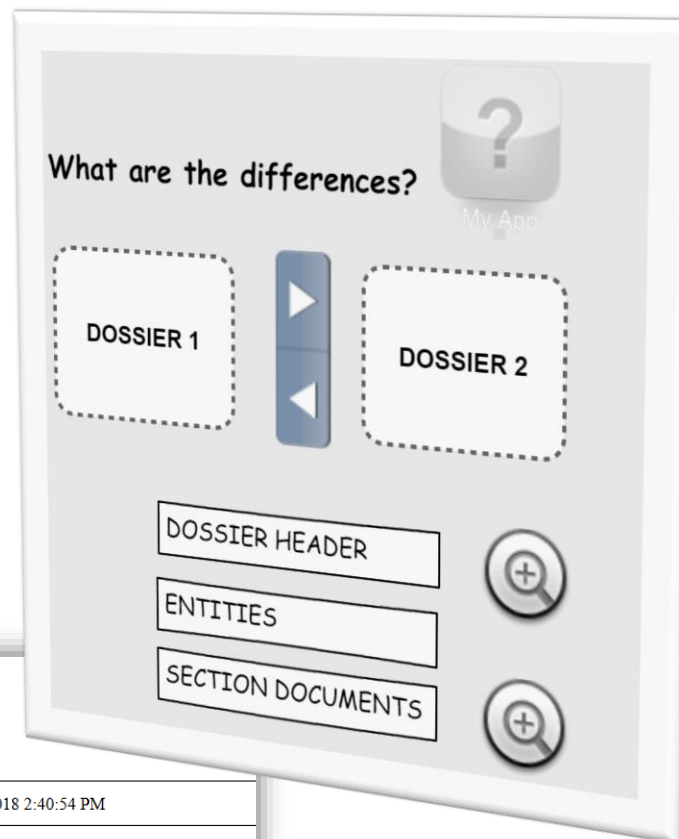 ?
My App
What are the differences?
DOSSIER 1
DOSSIER 2
DOSSIER HEADER
ENTITIES
SECTION DOCUMENTS
018 2:40:54 PM